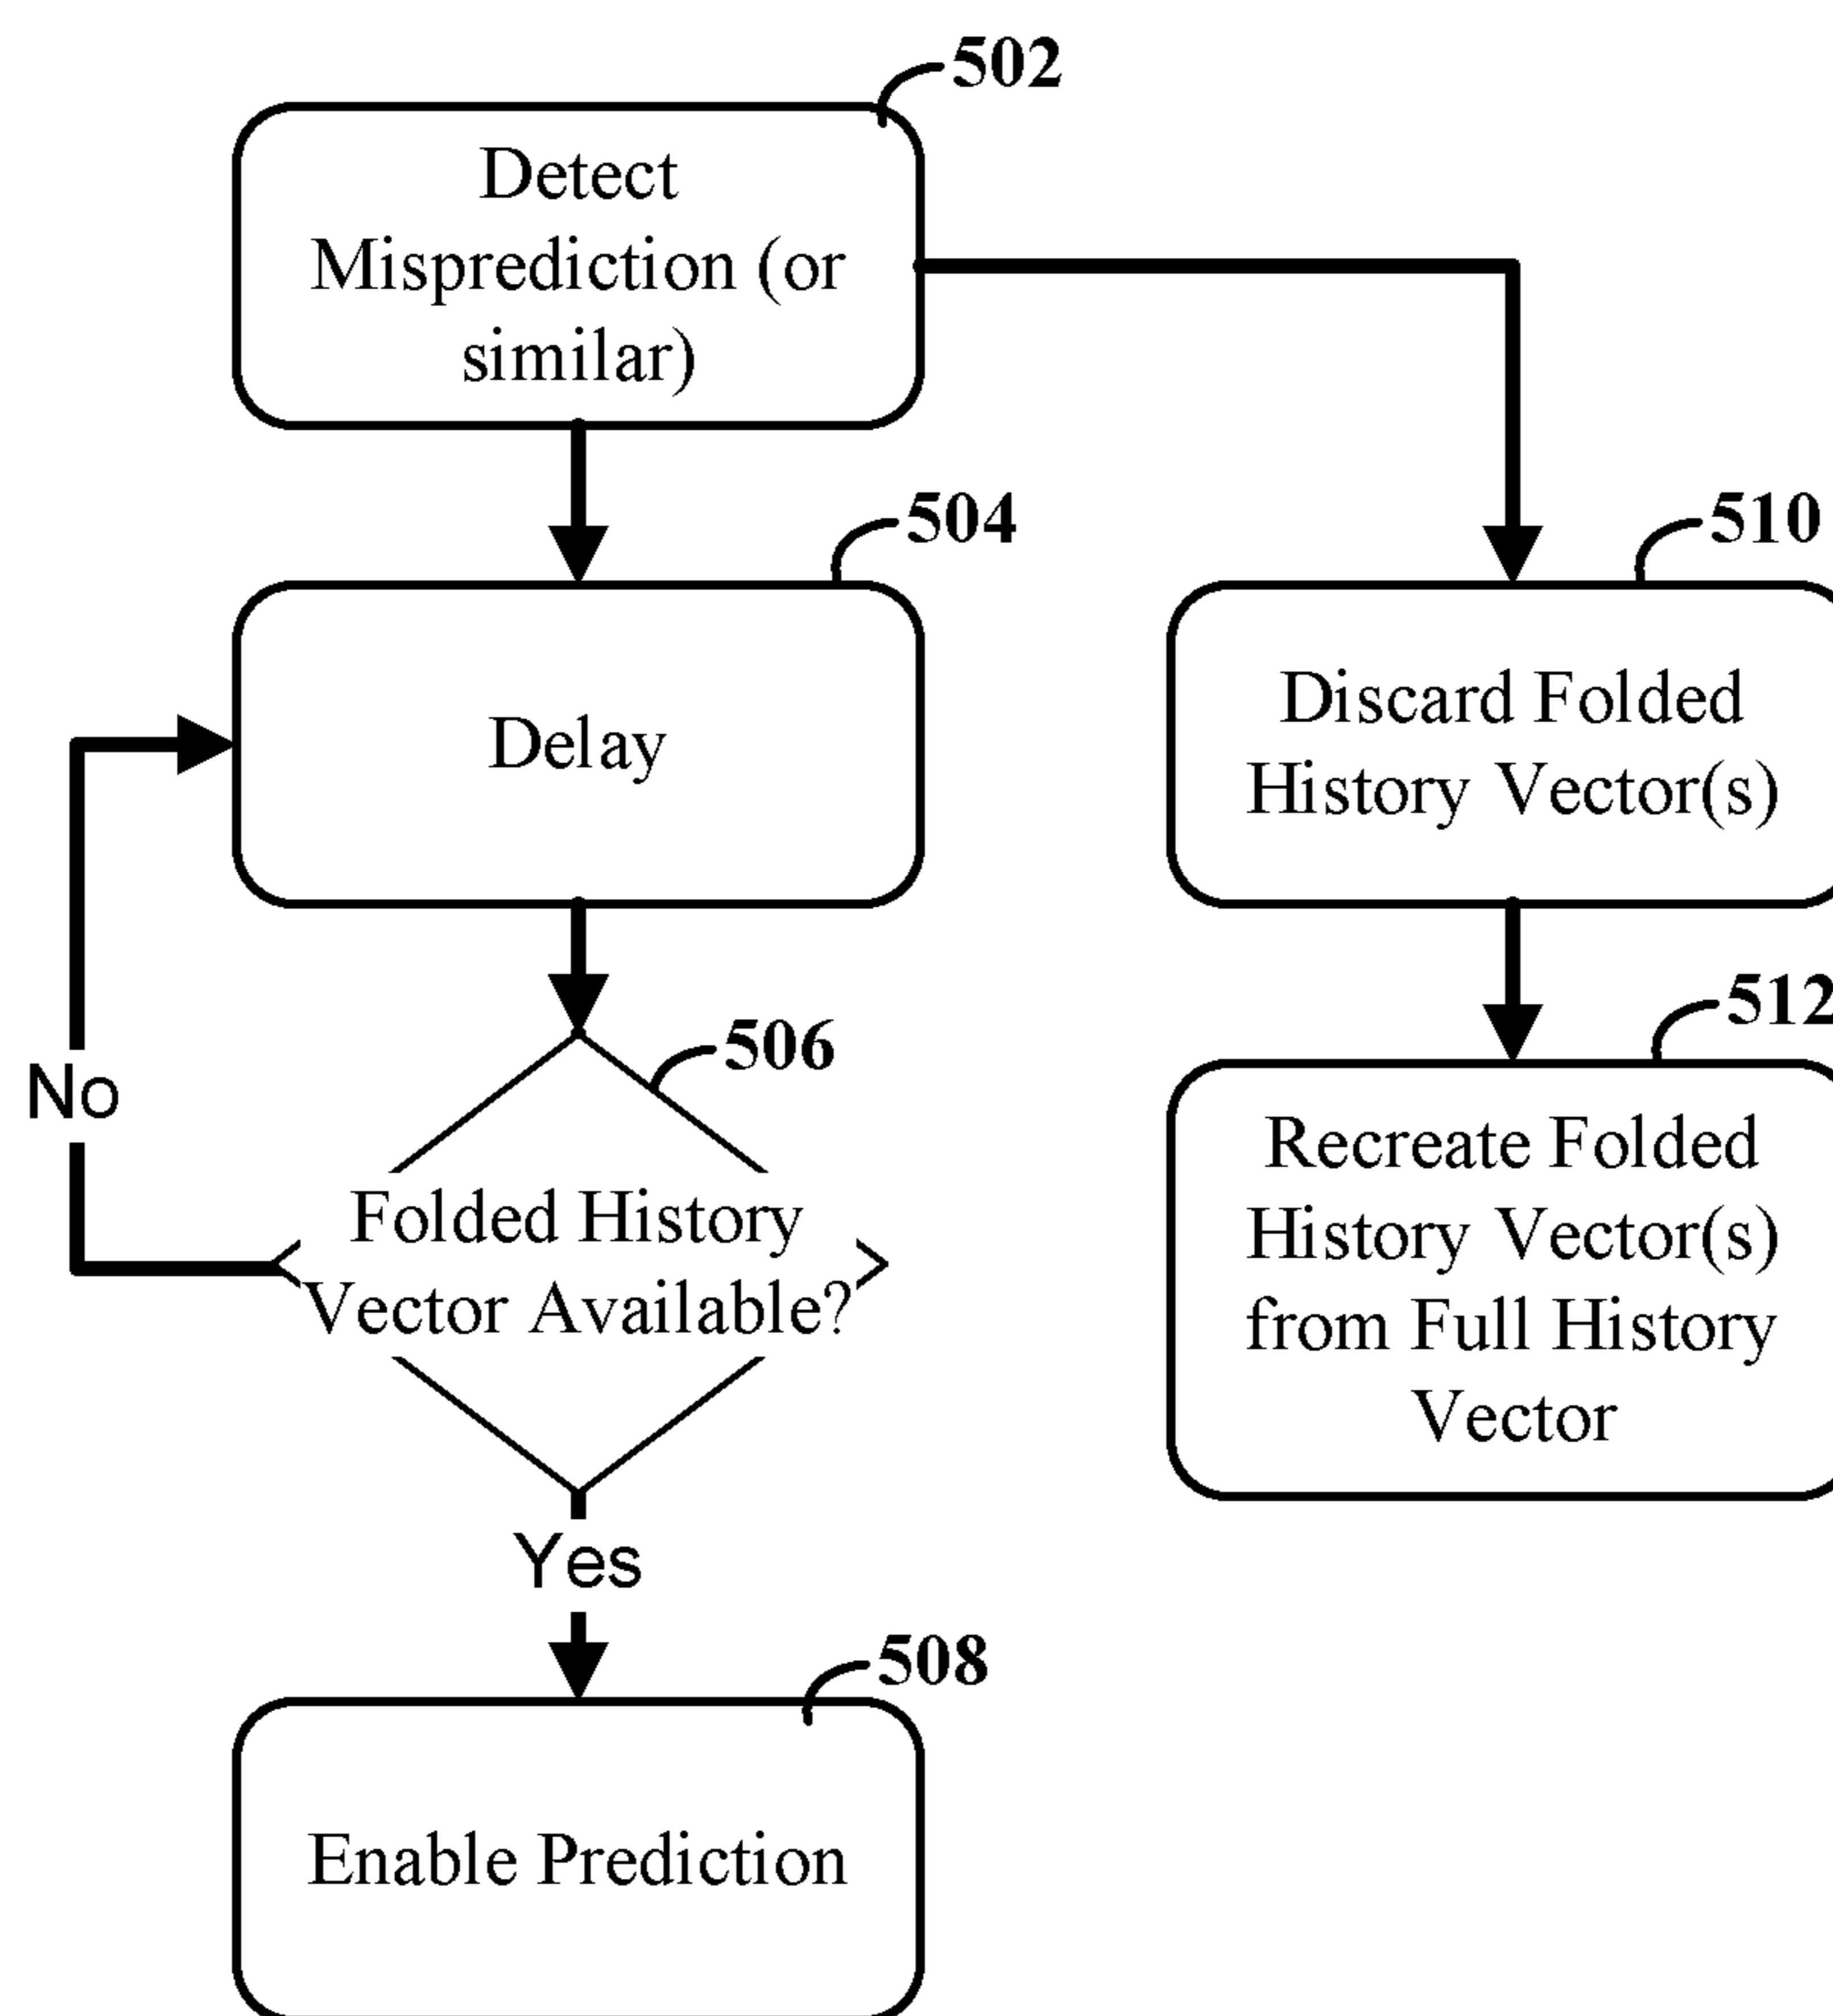 502
Detect
Misprediction (or
similar)
504
Delay
506
No
Folded History
Vector Available?
Yes
508
Enable Prediction
510
Discard Folded
History Vector(s)
512
Recreate Folded
History Vector(s)
from Full History
Vector